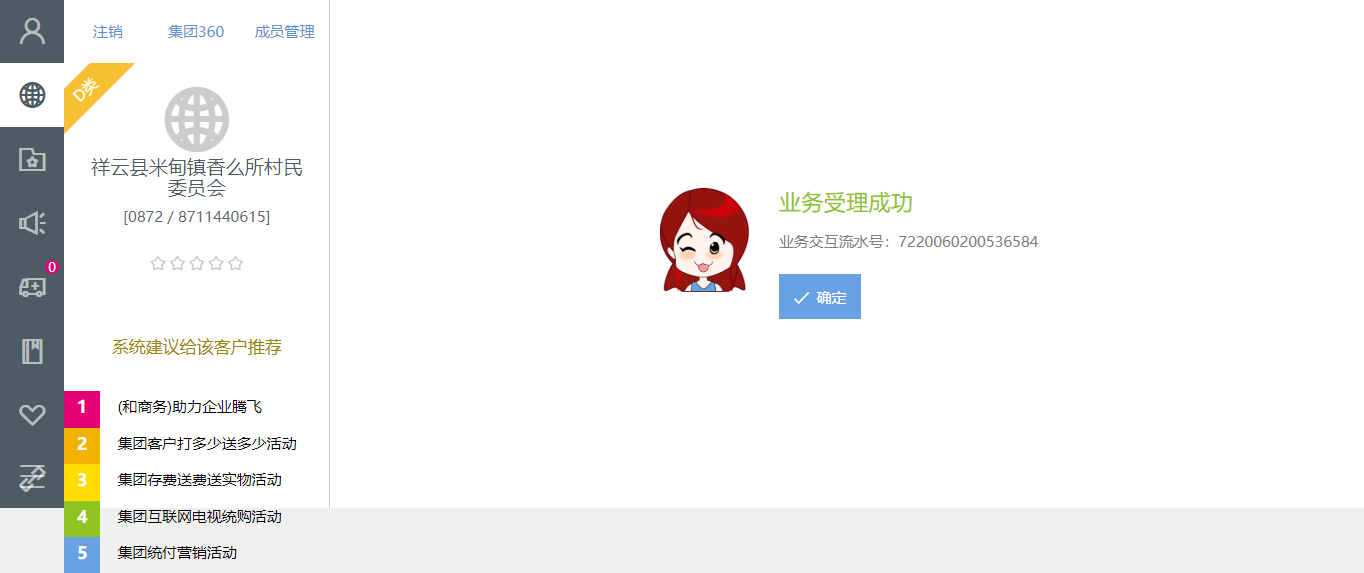 注销 集团360 成员管理
D类
祥云县米甸镇香么所村民
委员会
[0872 / 8711440615]
0
系统建议给该客户推荐
1 (和商务)助力企业腾飞
2 集团客户打多少送多少活动
3 集团存费送费送实物活动
4 集团互联网电视统购活动
5 集团统付营销活动
业务受理成功
业务交互流水号：7220060200536584
确定